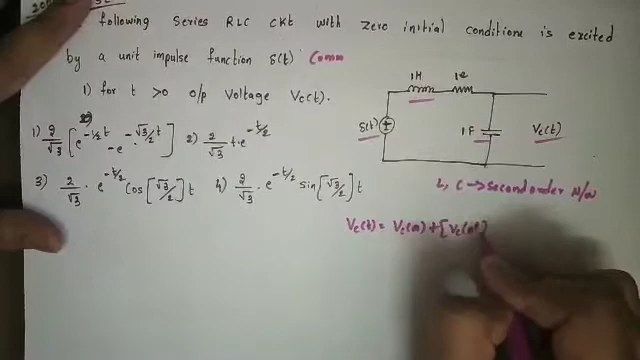 following Series RLC CKt with Zero initial conditions is excited
by a unit impulse function δ(t) Comm
1) for t >0 o/p Voltage Vc(t).
1H 1Ω
δ(t) 1F Vc(t)
1) 2/√3 [e^-1/2t - e^-√3/2 t] 2) 2/√3 t·e^-t/2
3) 2/√3 · e^-t/2 Cos[√3/2]t 4) 2/√3 · e^-t/2 sin[√3/2]t
L, C → second order N/w
Vc(t) = Vc(∞) + [Vc(0+)